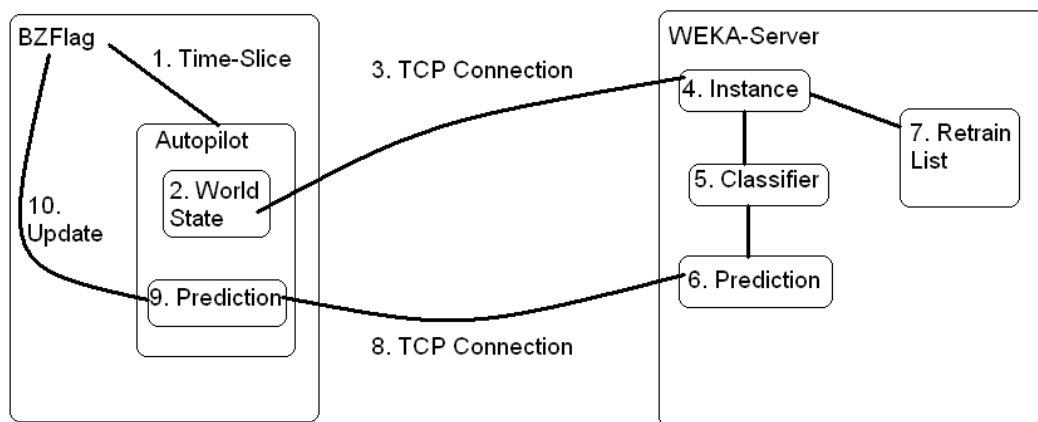 BZFlag
1. Time-Slice
Autopilot
2. World
State
10.
Update
9. Prediction
3. TCP Connection
8. TCP Connection
WEKA-Server
4. Instance
7. Retrain
List
5. Classifier
6. Prediction